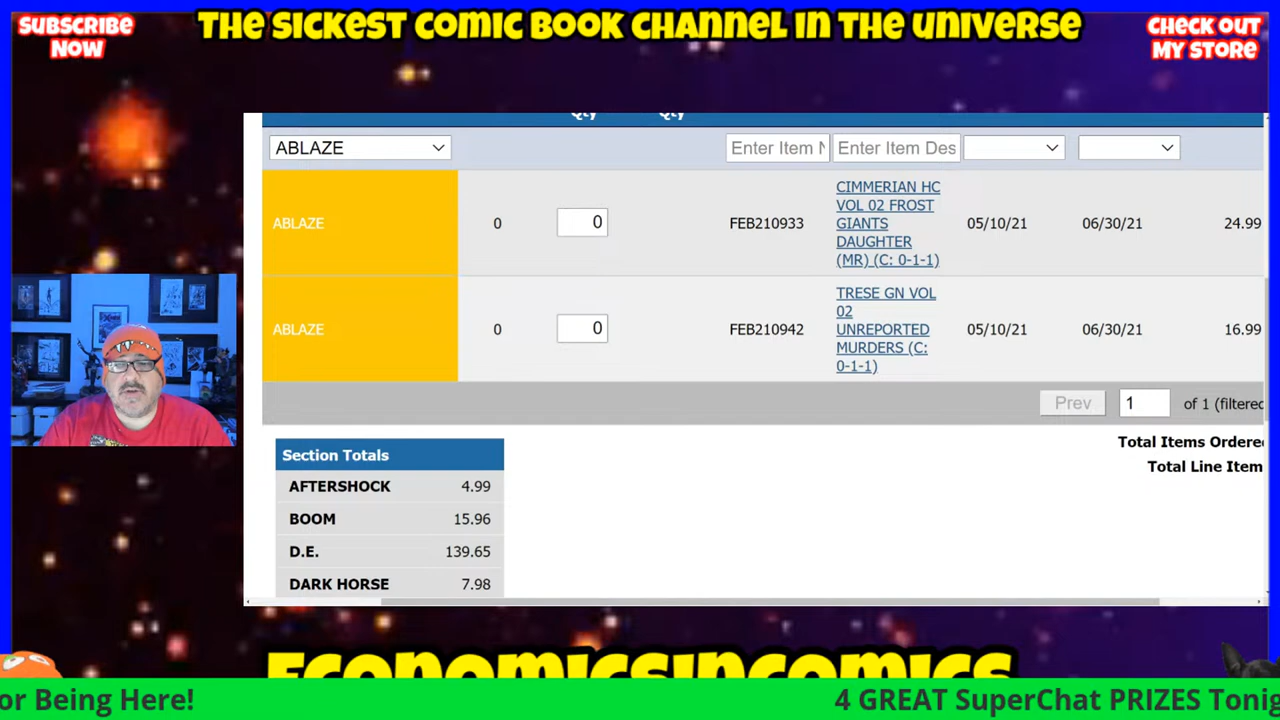 SUBSCRIBE
NOW
THE SICKEST COMIC BOOK CHANNEL IN THE UNIVERSE
CHECK OUT
MY STORE
Qty Qty
ABLAZE
Enter Item N
Enter Item Des
ABLAZE 0 0 FEB210933 CIMMERIAN HC 05/10/21 06/30/21 24.99
VOL 02 FROST
GIANTS
DAUGHTER
(MR) (C: 0-1-1)
ABLAZE 0 0 FEB210942 TRESE GN VOL 05/10/21 06/30/21 16.99
02
UNREPORTED
MURDERS (C:
0-1-1)
Prev 1 of 1 (filtered
Total Items Ordered
Total Line Item
Section Totals
AFTERSHOCK 4.99
BOOM 15.96
D.E. 139.65
DARK HORSE 7.98
ECONOMICSINCOMICS
or Being Here!
4 GREAT SuperChat PRIZES Tonig